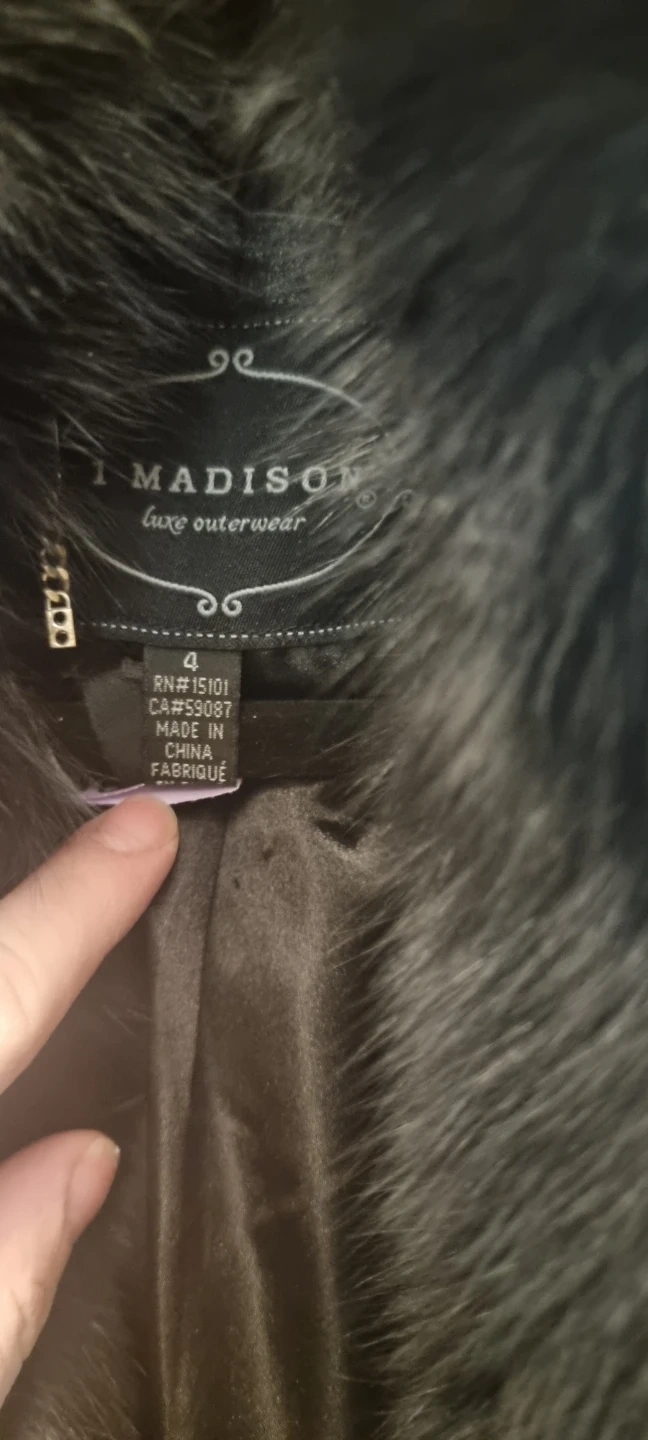 1 MADISON®
luxe outerwear
4
RN#15101
CA#59087
MADE IN
CHINA
FABRIQUÉ